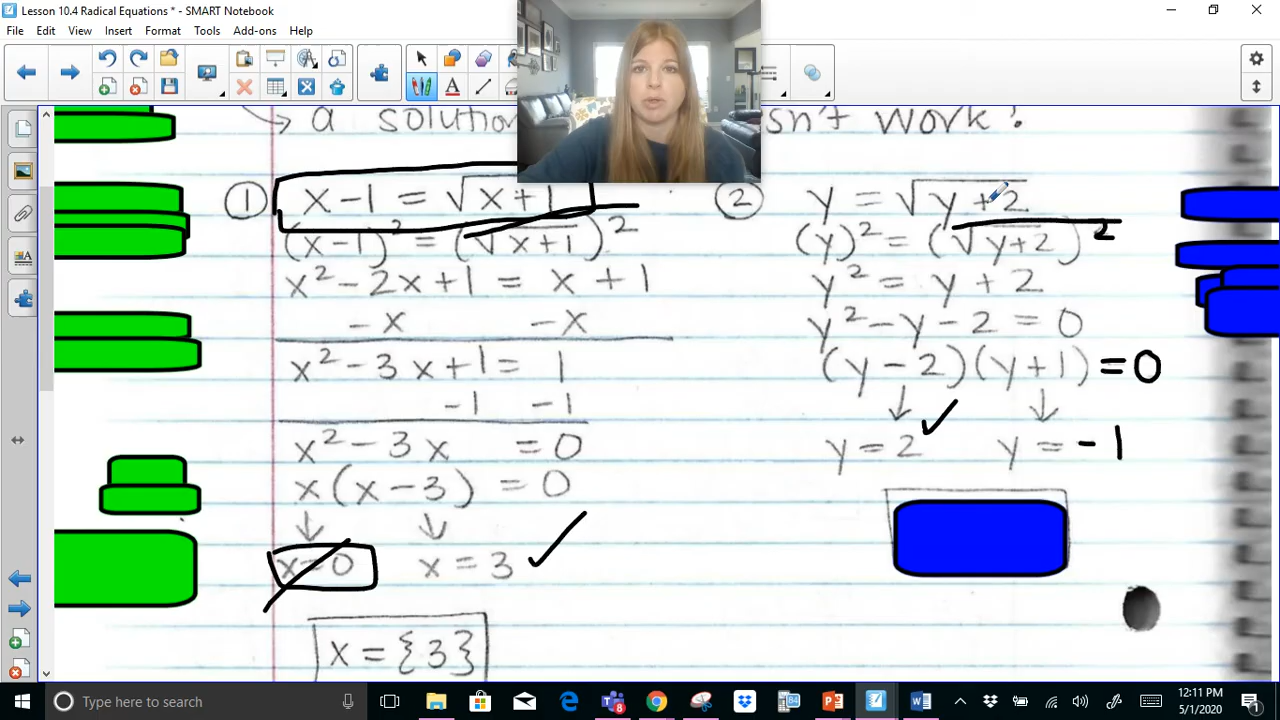 Lesson 10.4 Radical Equations * - SMART Notebook
File Edit View Insert Format Tools Add-ons Help
a solution sn't work!
① x-1 = √x+1
(x-1)² = (√x+1)²
x²-2x+1 = x+1
-x -x
x²-3x+1= 1
-1 -1
x²-3x =0
x(x-3) =0
x=0 x=3 ✓
x={3}
② y = √y+2
(y)² = (√y+2)²
y² = y+2
y²-y-2=0
(y-2)(y+1)=0
y=2 ✓ y=-1
Type here to search
8
12:11 PM
5/1/2020
1